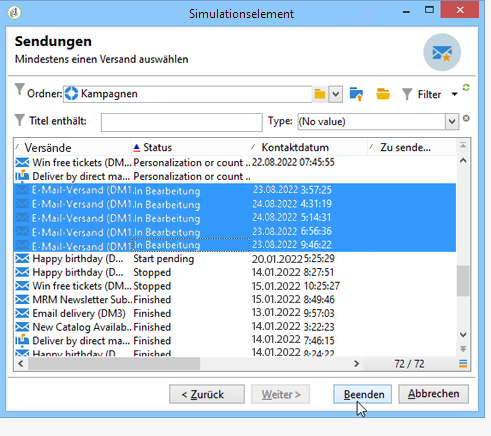 Simulationselement
Sendungen
Mindestens einen Versand auswählen
Ordner: Kampagnen Filter
Titel enthält: Type: (No value)
Versände Status Kontaktdatum Zu sende...
Win free tickets (DM... Personalization or count ... 22.08.2022 07:45:55
Deliver by direct ma... Personalization or count ..
E-Mail-Versand (DM1. In Bearbeitung 23.08.2022 3:57:25
E-Mail-Versand (DM1. In Bearbeitung 24.08.2022 4:31:19
E-Mail-Versand (DM1. In Bearbeitung 24.08.2022 5:14:31
E-Mail-Versand (DM1. In Bearbeitung 23.08.2022 6:56:36
E-Mail-Versand (DM1 In Bearbeitung 23.08.2022 9:46:22
Happy birthday (D... Start pending 20.01.2022 5:25:29
Happy birthday (D... Stopped 14.01.2022 8:27:51
Win free tickets (DM... Stopped 15.01.2022 10:25:27
MRM Newsletter Sub... Finished 15.01.2022 8:49:46
Email delivery (DM3) Finished 13.01.2022 9:57:03
New Catalog Availab... Finished 14.01.2022 3:22:23
Deliver by direct ma... Finished 14.01.2022 7:46:15
Happy birthday (D... Finished 14.01.2022 8:24:22
72 / 72
< Zurück Weiter > Beenden Abbrechen